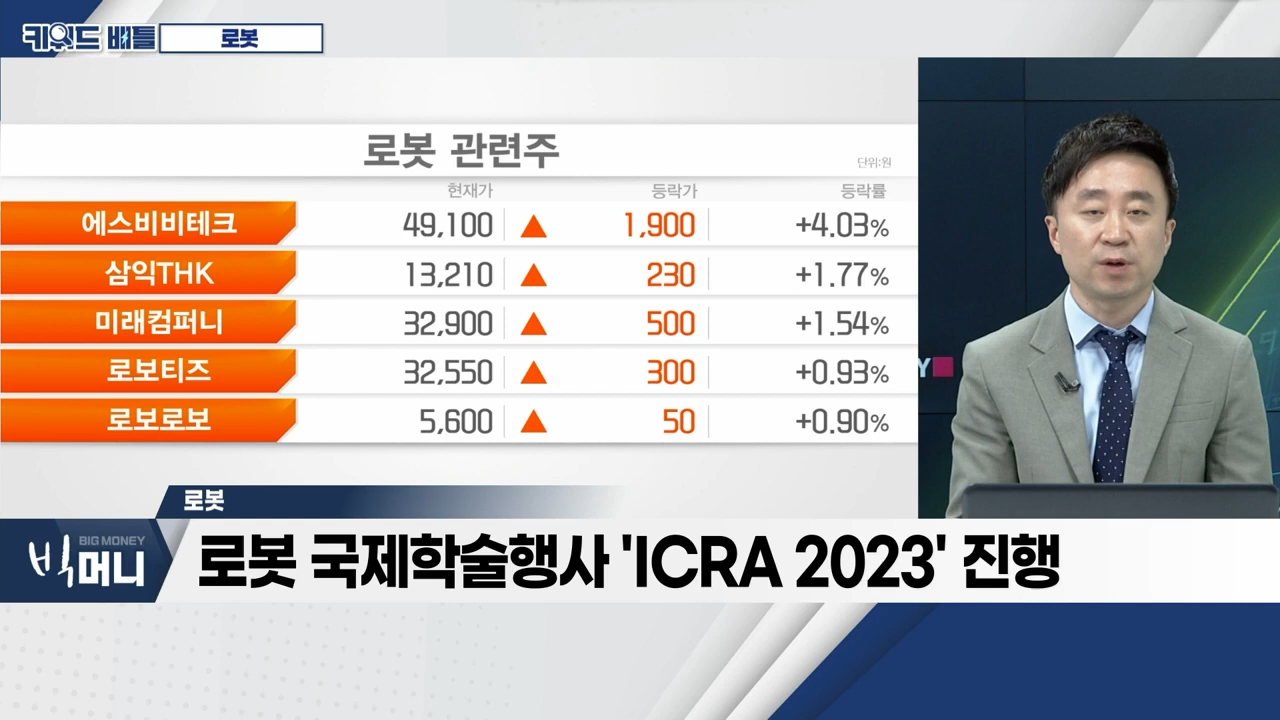 키워드 배틀 로봇
로봇 관련주
단위:원
현재가 등락가 등락률
에스비비테크 49,100 ▲ 1,900 +4.03%
삼익THK 13,210 ▲ 230 +1.77%
미래컴퍼니 32,900 ▲ 500 +1.54%
로보티즈 32,550 ▲ 300 +0.93%
로보로보 5,600 ▲ 50 +0.90%
Y
로봇
BIG MONEY
빅머니
로봇 국제학술행사 'ICRA 2023' 진행